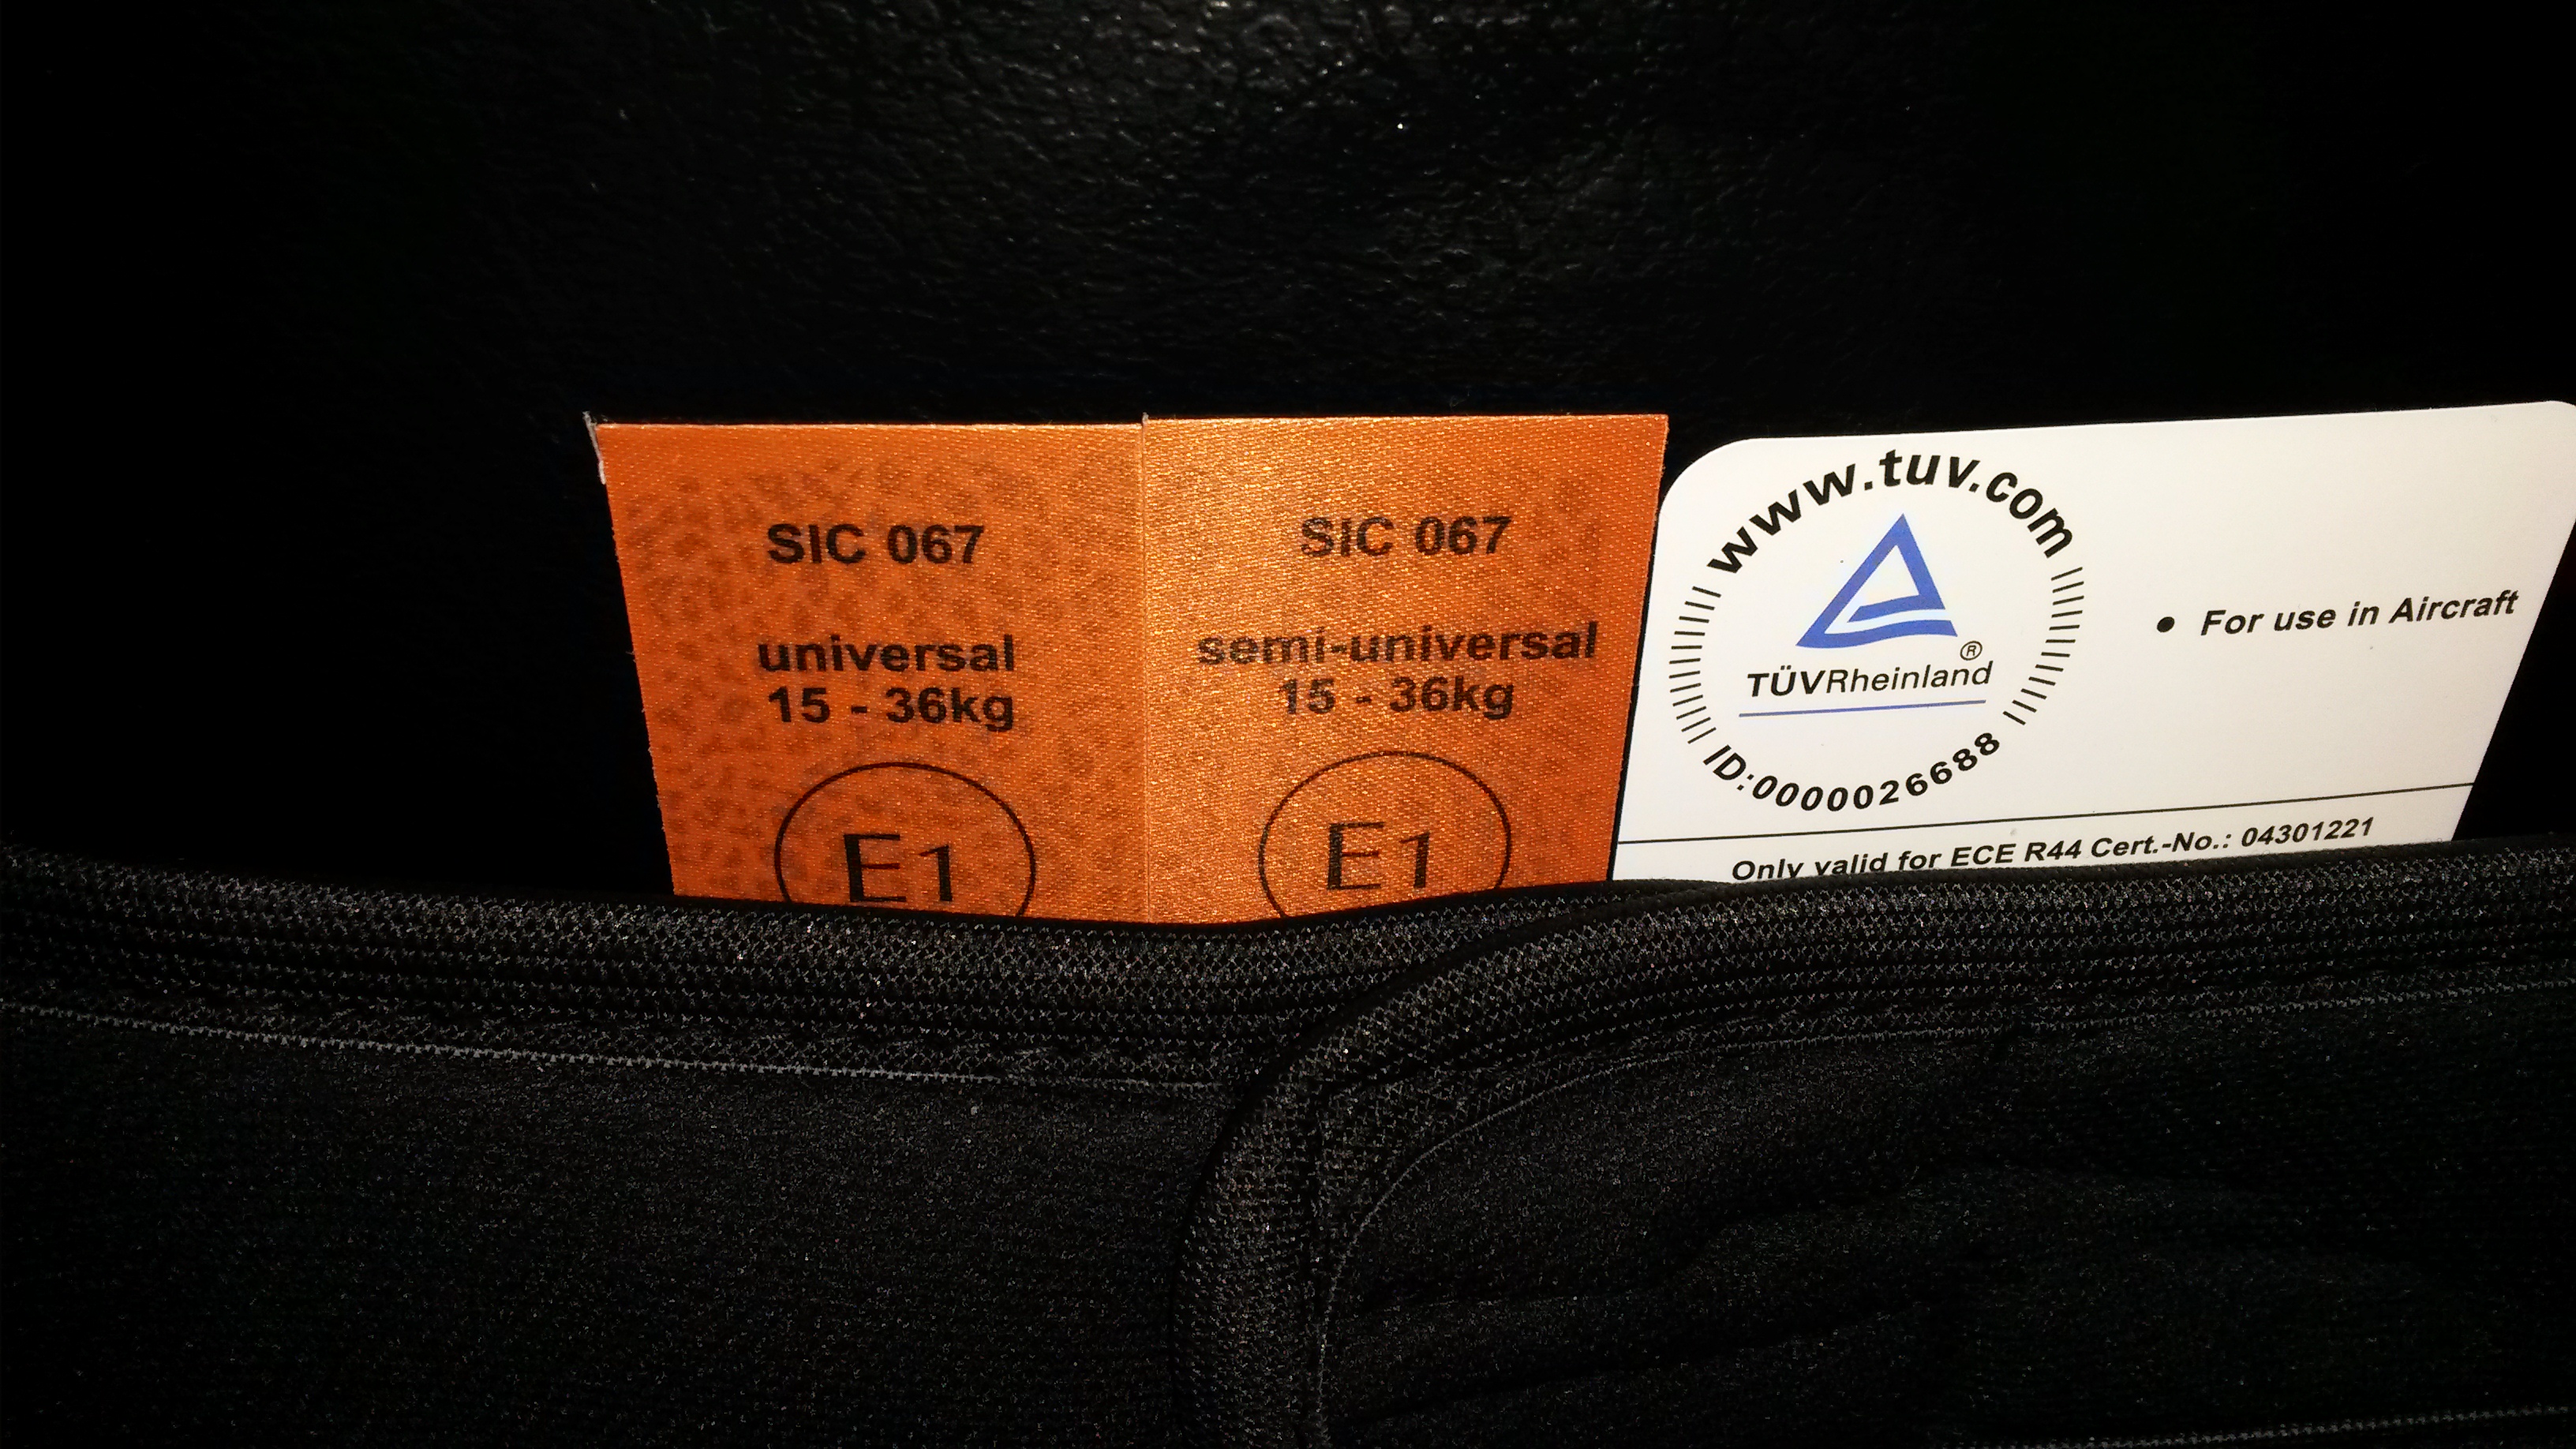 SIC 067
universal
15 - 36kg
E1
SIC 067
semi-universal
15 - 36kg
E1
www.tuv.com
®
TÜVRheinland
ID:0000026688
• For use in Aircraft
Only valid for ECE R44 Cert.-No.: 04301221